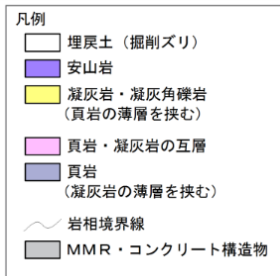 凡例
埋戻土（掘削ズリ）
安山岩
凝灰岩・凝灰角礫岩
（頁岩の薄層を挟む）
頁岩・凝灰岩の互層
頁岩
（凝灰岩の薄層を挟む）
岩相境界線
ＭＭＲ・コンクリート構造物